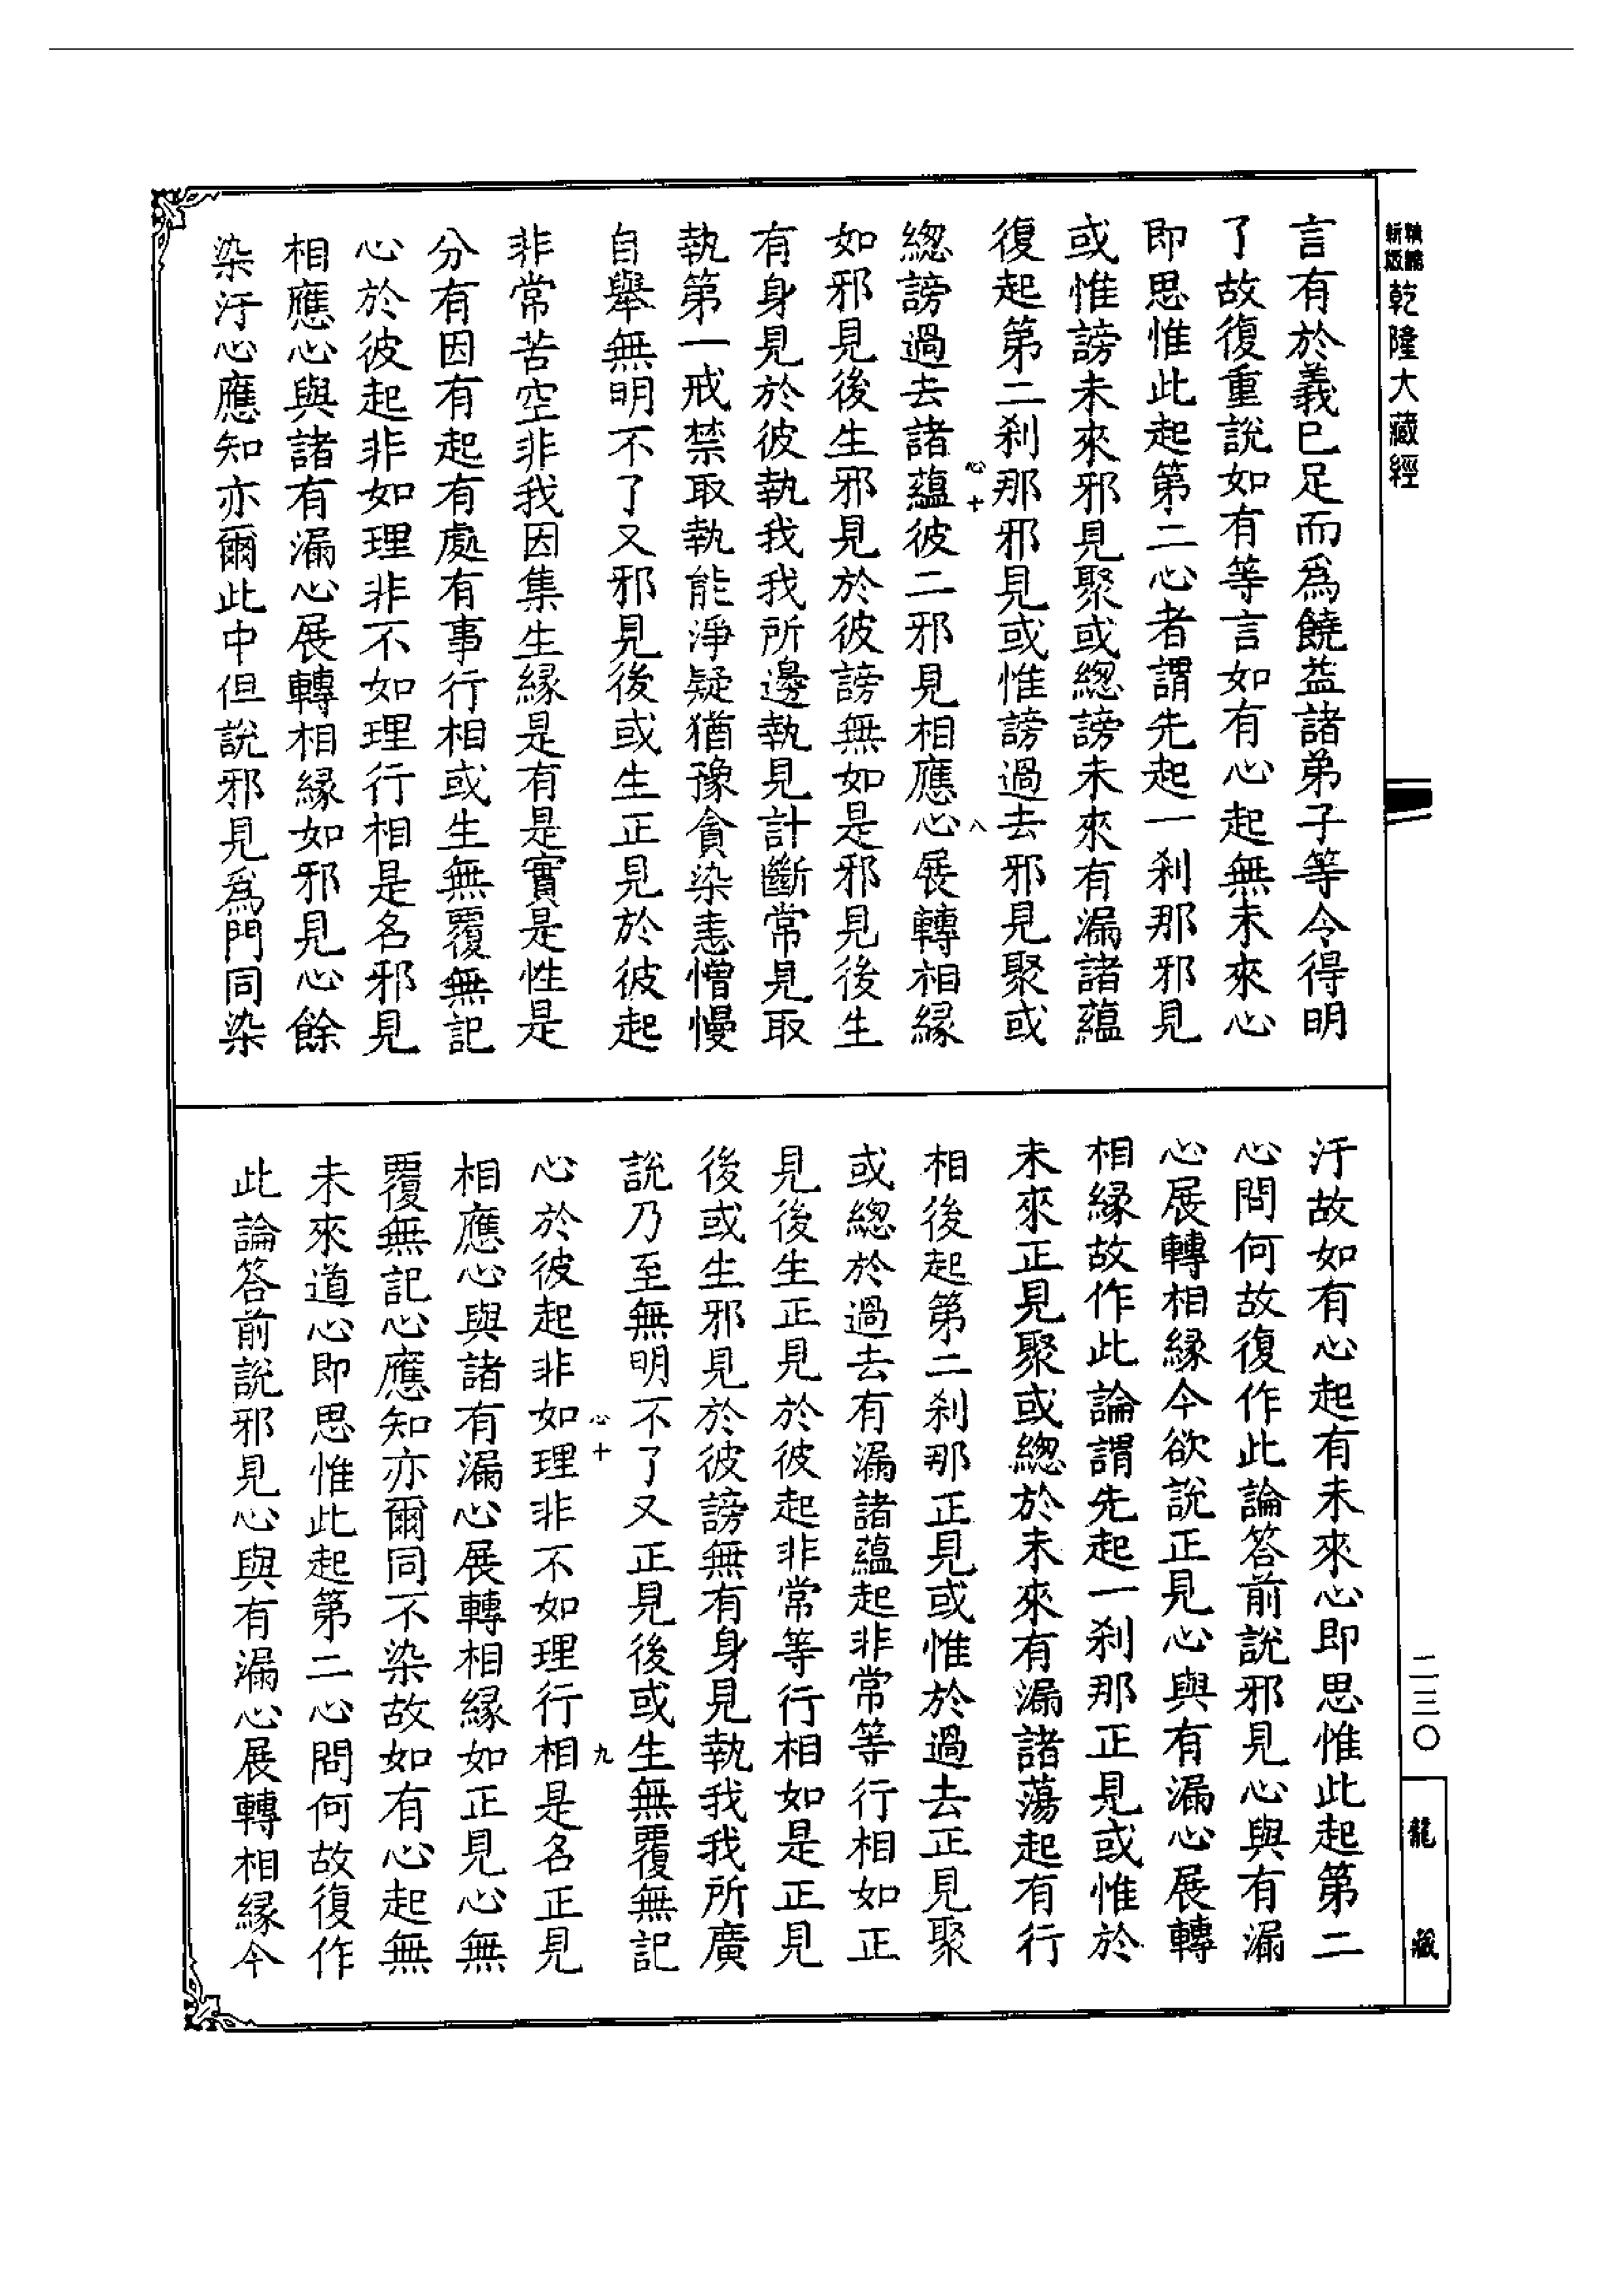 精裝
新版
乾隆大藏經
言有於義已足而爲饒益諸弟子等令得明
了故復重說如有等言如有心起無未來心
即思惟此起第二心者謂先起一刹那邪見
或惟謗未來邪見聚或總謗未來有漏諸蘊
復起第二刹那邪見或惟謗過去邪見聚或
心十
八
總謗過去諸蘊彼二邪見相應心展轉相緣
如邪見後生邪見於彼謗無如是邪見後生
有身見於彼執我我所邊執見計斷常見取
執第一戒禁取執能淨疑猶豫貪染恚憎慢
自舉無明不了又邪見後或生正見於彼起
非常苦空非我因集生緣是有是實是性是
分有因有起有處有事行相或生無覆無記
心於彼起非如理非不如理行相是名邪見
相應心與諸有漏心展轉相緣如邪見心餘
染汙心應知亦爾此中但說邪見爲門同染
汙故如有心起有未來心即思惟此起第二
心問何故復作此論答前說邪見心與有漏
心展轉相緣今欲說正見心與有漏心展轉
相緣故作此論謂先起一刹那正見或惟於
未來正見聚或總於未來有漏諸蕩起有行
相後起第二刹那正見或惟於過去正見聚
或總於過去有漏諸蘊起非常等行相如正
見後生正見於彼起非常等行相如是正見
後或生邪見於彼謗無有身見執我我所廣
說乃至無明不了又正見後或生無覆無記
心十
九
心於彼起非如理非不如理行相是名正見
相應心與諸有漏心展轉相緣如正見心無
覆無記心應知亦爾同不染故如有心起無
未來道心即思惟此起第二心問何故復作
此論答前說邪見心與有漏心展轉相緣今
二三〇
龍藏